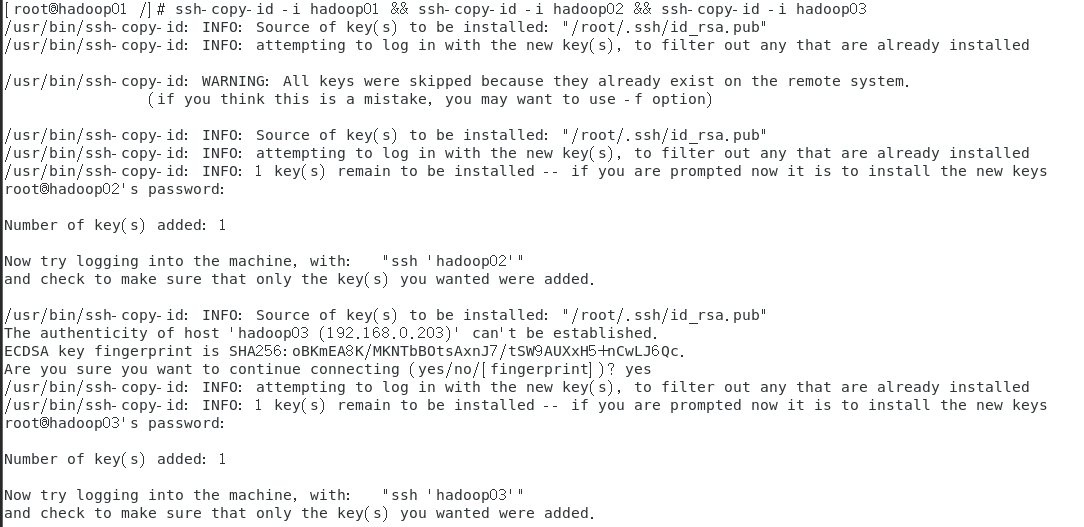 [root@hadoop01 /]# ssh-copy-id -i hadoop01 && ssh-copy-id -i hadoop02 && ssh-copy-id -i hadoop03
/usr/bin/ssh-copy-id: INFO: Source of key(s) to be installed: "/root/.ssh/id_rsa.pub"
/usr/bin/ssh-copy-id: INFO: attempting to log in with the new key(s), to filter out any that are already installed
/usr/bin/ssh-copy-id: WARNING: All keys were skipped because they already exist on the remote system.
(if you think this is a mistake, you may want to use -f option)
/usr/bin/ssh-copy-id: INFO: Source of key(s) to be installed: "/root/.ssh/id_rsa.pub"
/usr/bin/ssh-copy-id: INFO: attempting to log in with the new key(s), to filter out any that are already installed
/usr/bin/ssh-copy-id: INFO: 1 key(s) remain to be installed -- if you are prompted now it is to install the new keys
root@hadoop02's password:
Number of key(s) added: 1
Now try logging into the machine, with:   "ssh 'hadoop02'"
and check to make sure that only the key(s) you wanted were added.
/usr/bin/ssh-copy-id: INFO: Source of key(s) to be installed: "/root/.ssh/id_rsa.pub"
The authenticity of host 'hadoop03 (192.168.0.203)' can't be established.
ECDSA key fingerprint is SHA256:oBKmEA8K/MKNTbBOtsAxnJ7/tSW9AUXxH5+nCwLJ6Qc.
Are you sure you want to continue connecting (yes/no/[fingerprint])? yes
/usr/bin/ssh-copy-id: INFO: attempting to log in with the new key(s), to filter out any that are already installed
/usr/bin/ssh-copy-id: INFO: 1 key(s) remain to be installed -- if you are prompted now it is to install the new keys
root@hadoop03's password:
Number of key(s) added: 1
Now try logging into the machine, with:   "ssh 'hadoop03'"
and check to make sure that only the key(s) you wanted were added.